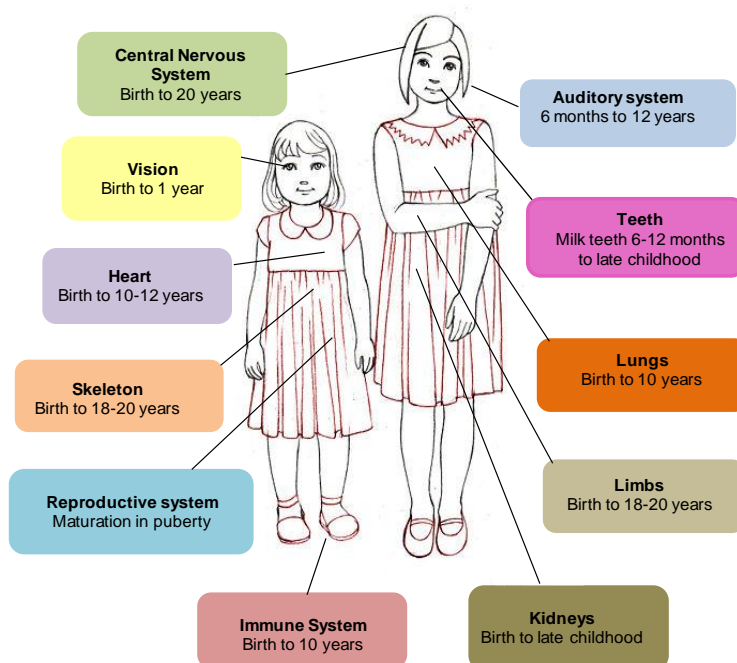 Central Nervous
System
Birth to 20 years
Auditory system
6 months to 12 years
Vision
Birth to 1 year
Teeth
Milk teeth 6-12 months
to late childhood
Heart
Birth to 10-12 years
Lungs
Birth to 10 years
Skeleton
Birth to 18-20 years
Limbs
Birth to 18-20 years
Reproductive system
Maturation in puberty
Immune System
Birth to 10 years
Kidneys
Birth to late childhood